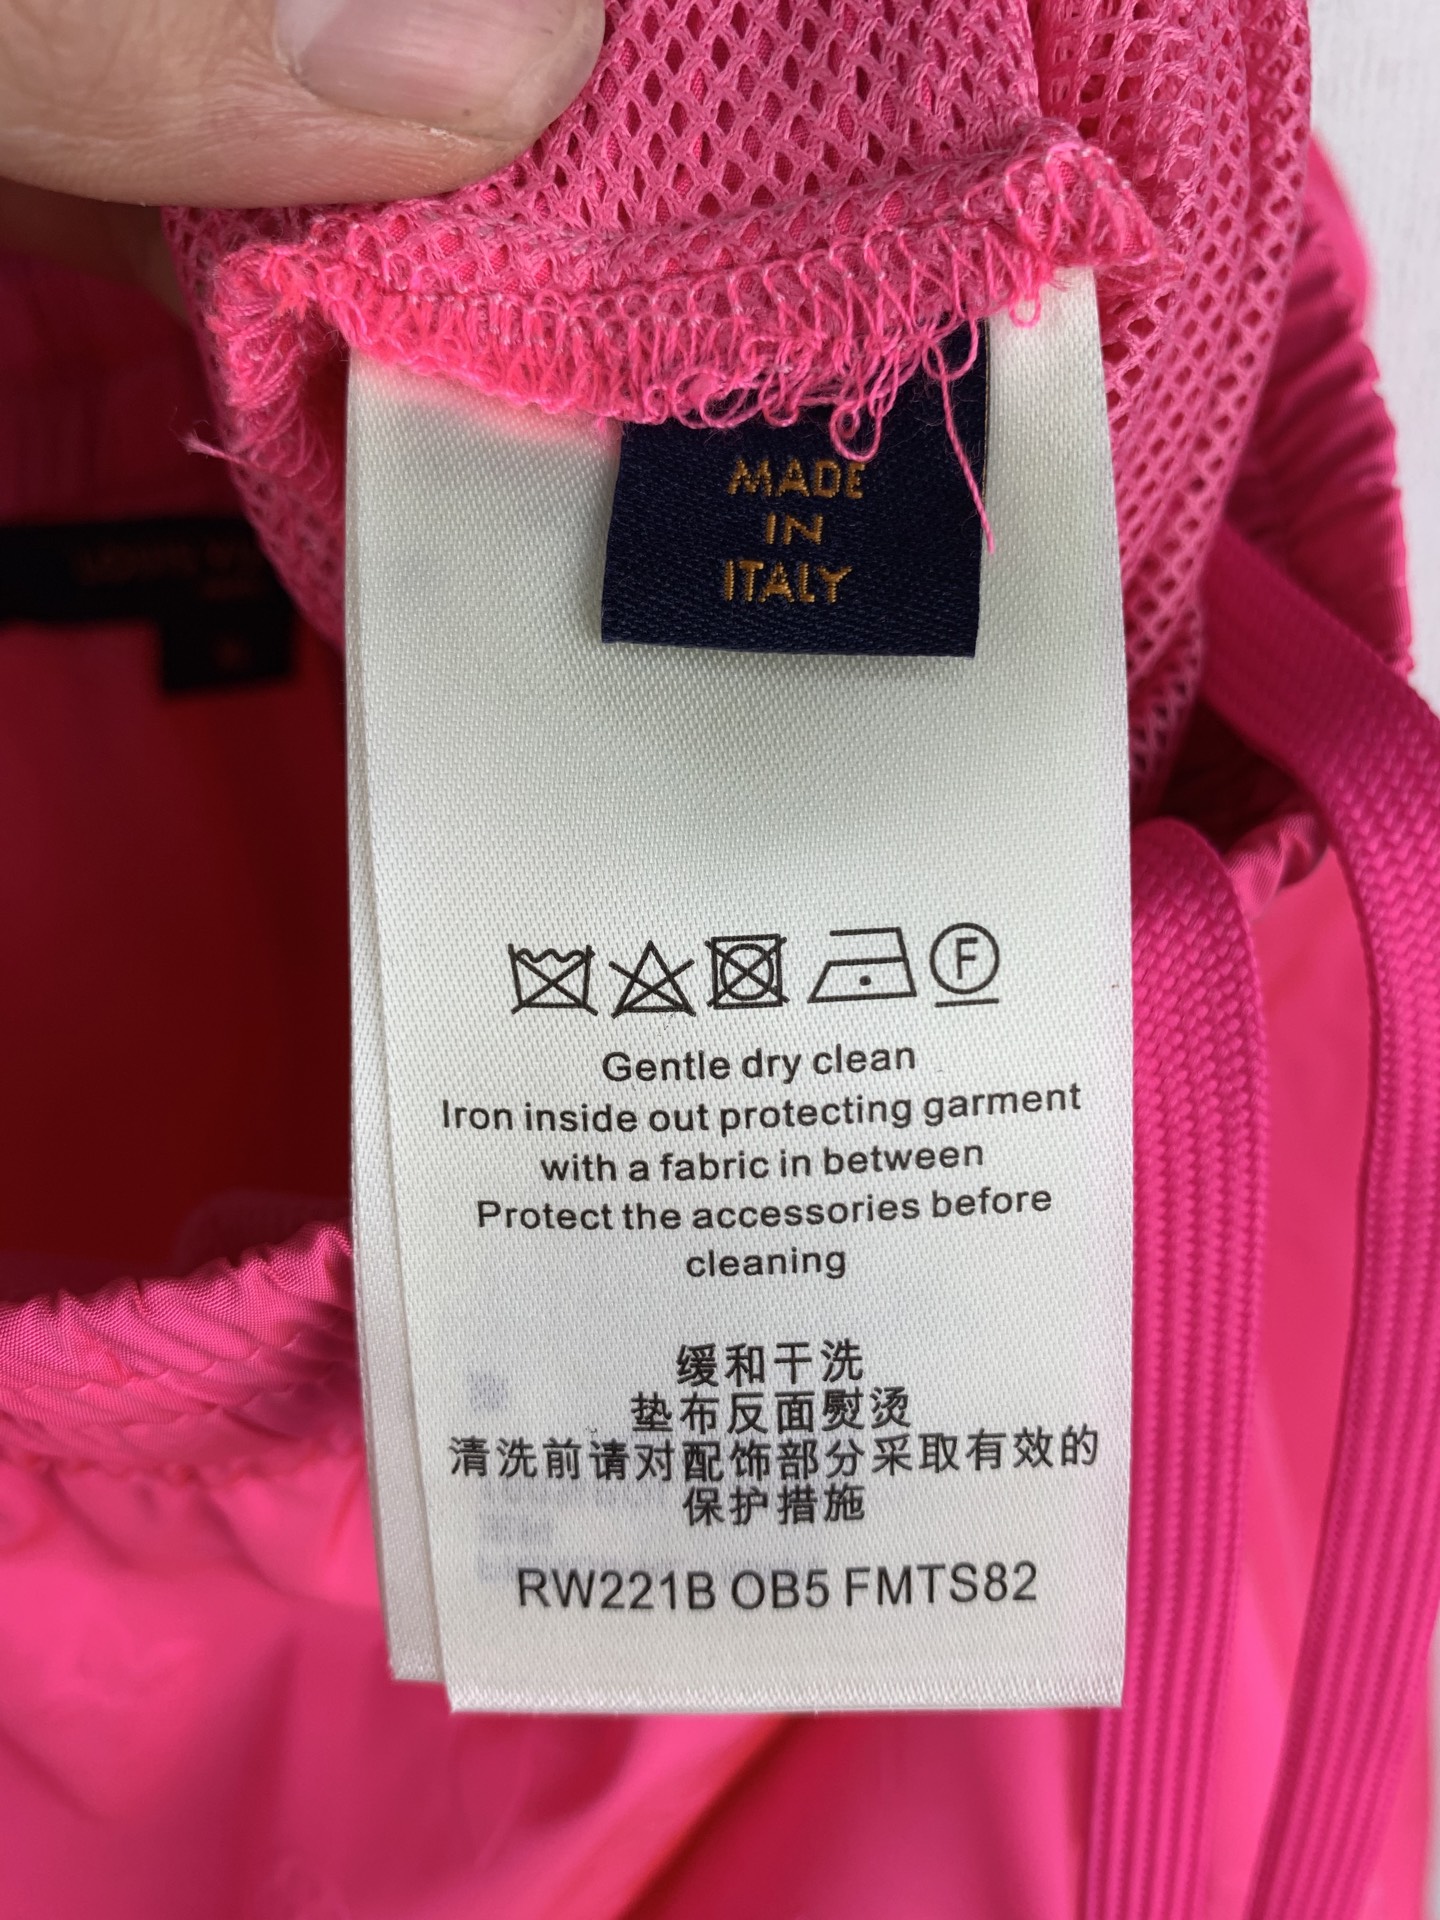 MADE
IN
ITALY
F
Gentle dry clean
Iron inside out protecting garment
with a fabric in between
Protect the accessories before
cleaning
缓和干洗
垫布反面熨烫
清洗前请对配饰部分采取有效的
保护措施
RW221B OB5 FMTS82